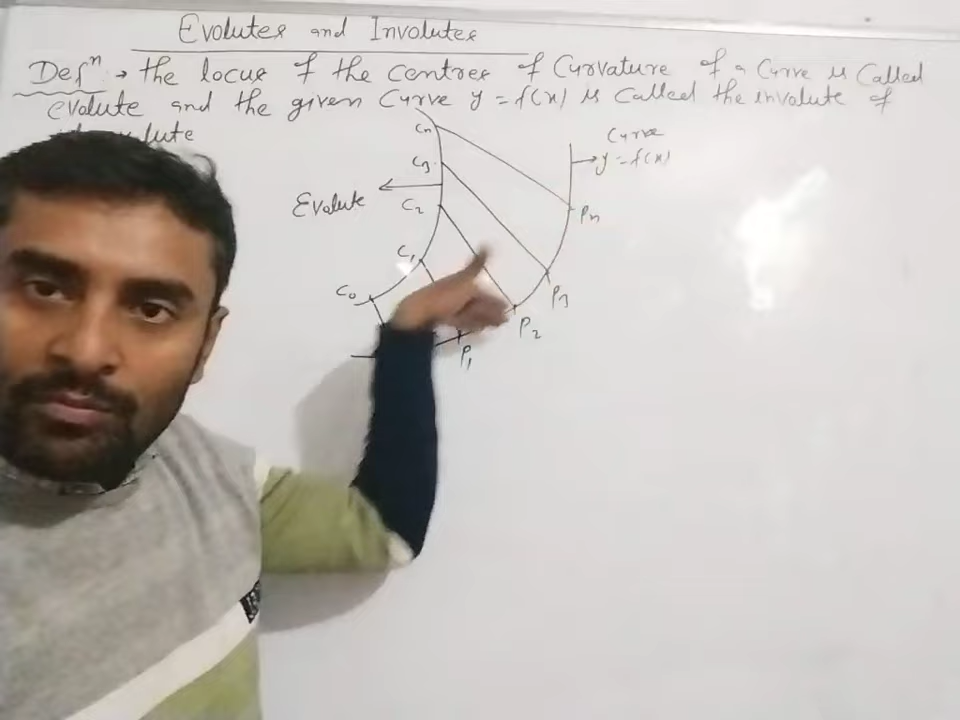 Evolutes and Involutes
Defⁿ → the locus of the centres of Curvature of a Curve is Called
evolute and the given Curve y = f(x) is called the involute of
lute
Cn
Curve
y = f(x)
C3
Evolute
C2
Pn
C1
C0
P3
P2
P1